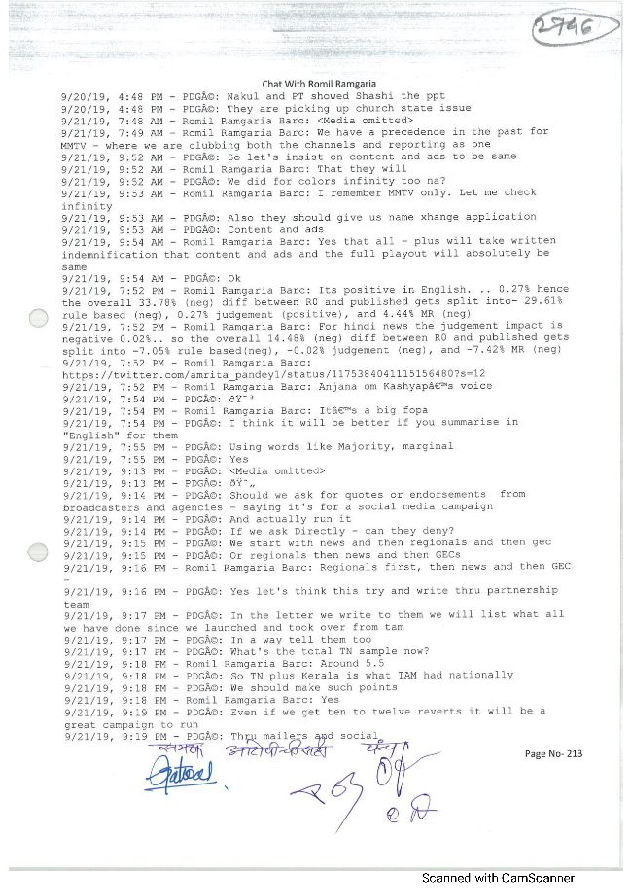 2796
Chat With Romil Ramgaria
9/20/19, 4:48 PM - PDGÂ©: Nakul and PT shoved Shashi the ppt
9/20/19, 4:48 PM - PDGÂ©: They are picking up church state issue
9/21/19, 7:48 AM - Romil Ramgaria Barc: <Media omitted>
9/21/19, 7:49 AM - Romil Ramgaria Barc: We have a precedence in the past for
MMTV - where we are clubbing both the channels and reporting as one
9/21/19, 9:52 AM - PDGÂ©: So let's insist on content and ads to be same
9/21/19, 9:52 AM - Romil Ramgaria Barc: That they will
9/21/19, 9:52 AM - PDGÂ©: We did for colors infinity too na?
9/21/19, 9:53 AM - Romil Ramgaria Barc: I remember MMTV only. Let me check
infinity
9/21/19, 9:53 AM - PDGÂ©: Also they should give us name xhange application
9/21/19, 9:53 AM - PDGÂ©: Content and ads
9/21/19, 9:54 AM - Romil Ramgaria Barc: Yes that all - plus will take written
indemnification that content and ads and the full playout will absolutely be
same
9/21/19, 9:54 AM - PDGÂ©: Ok
9/21/19, 7:52 PM - Romil Ramgaria Barc: Its positive in English. .. 0.27% hence
the overall 33.78% (neg) diff between R0 and published gets split into- 29.61%
rule based (neg), 0.27% judgement (positive), and 4.44% MR (neg)
9/21/19, 7:52 PM - Romil Ramgaria Barc: For hindi news the judgement impact is
negative 0.02%.. so the overall 14.48% (neg) diff between R0 and published gets
split into -7.05% rule based(neg), -0.02% judgement (neg), and -7.42% MR (neg)
9/21/19, 7:52 PM - Romil Ramgaria Barc:
https://twitter.com/amrita_pandey1/status/1175384041115156480?s=12
9/21/19, 7:52 PM - Romil Ramgaria Barc: Anjana om Kashyapâ€™s voice
9/21/19, 7:54 PM - PDGÂ©: ðŸ˜³
9/21/19, 7:54 PM - Romil Ramgaria Barc: Itâ€™s a big fopa
9/21/19, 7:54 PM - PDGÂ©: I think it will be better if you summarise in
"English" for them
9/21/19, 7:55 PM - PDGÂ©: Using words like Majority, marginal
9/21/19, 7:55 PM - PDGÂ©: Yes
9/21/19, 9:13 PM - PDGÂ©: <Media omitted>
9/21/19, 9:13 PM - PDGÂ©: ðŸ˜„
9/21/19, 9:14 PM - PDGÂ©: Should we ask for quotes or endorsements from
broadcasters and agencies - saying it's for a social media campaign
9/21/19, 9:14 PM - PDGÂ©: And actually run it
9/21/19, 9:14 PM - PDGÂ©: If we ask Directly - can they deny?
9/21/19, 9:15 PM - PDGÂ©: We start with news and then regionals and then gec
9/21/19, 9:15 PM - PDGÂ©: Or regionals then news and then GECs
9/21/19, 9:16 PM - Romil Ramgaria Barc: Regionals first, then news and then GEC
-
9/21/19, 9:16 PM - PDGÂ©: Yes let's think this try and write thru partnership
team
9/21/19, 9:17 PM - PDGÂ©: In the letter we write to them we will list what all
we have done since we launched and took over from tam
9/21/19, 9:17 PM - PDGÂ©: In a way tell them too
9/21/19, 9:17 PM - PDGÂ©: What's the total TN sample now?
9/21/19, 9:18 PM - Romil Ramgaria Barc: Around 5.5
9/21/19, 9:18 PM - PDGÂ©: So TN plus Kerala is what TAM had nationally
9/21/19, 9:18 PM - PDGÂ©: We should make such points
9/21/19, 9:18 PM - Romil Ramgaria Barc: Yes
9/21/19, 9:19 PM - PDGÂ©: Even if we get ten to twelve reverts it will be a
great campaign to run
9/21/19, 9:19 PM - PDGÂ©: Thru mailers and social
Page No- 213
Scanned with CamScanner